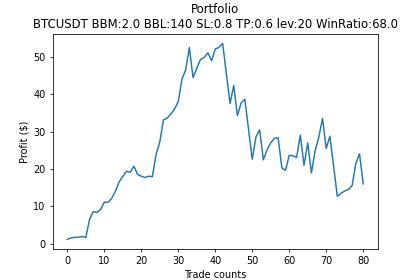 Portfolio
BTCUSDT BBM:2.0 BBL:140 SL:0.8 TP:0.6 lev:20 WinRatio:68.0
Profit ($)
50
40
30
20
10
0
0 10 20 30 40 50 60 70 80
Trade counts